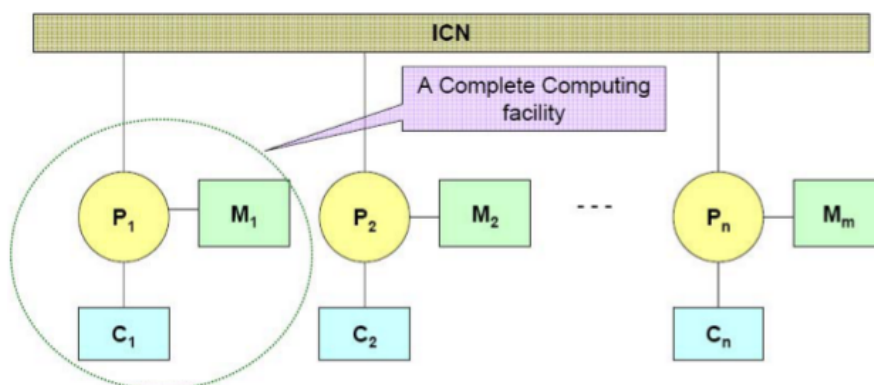 ICN
A Complete Computing
facility
P₁ M₁ P₂ M₂ - - - Pₙ Mₘ
C₁ C₂ Cₙ